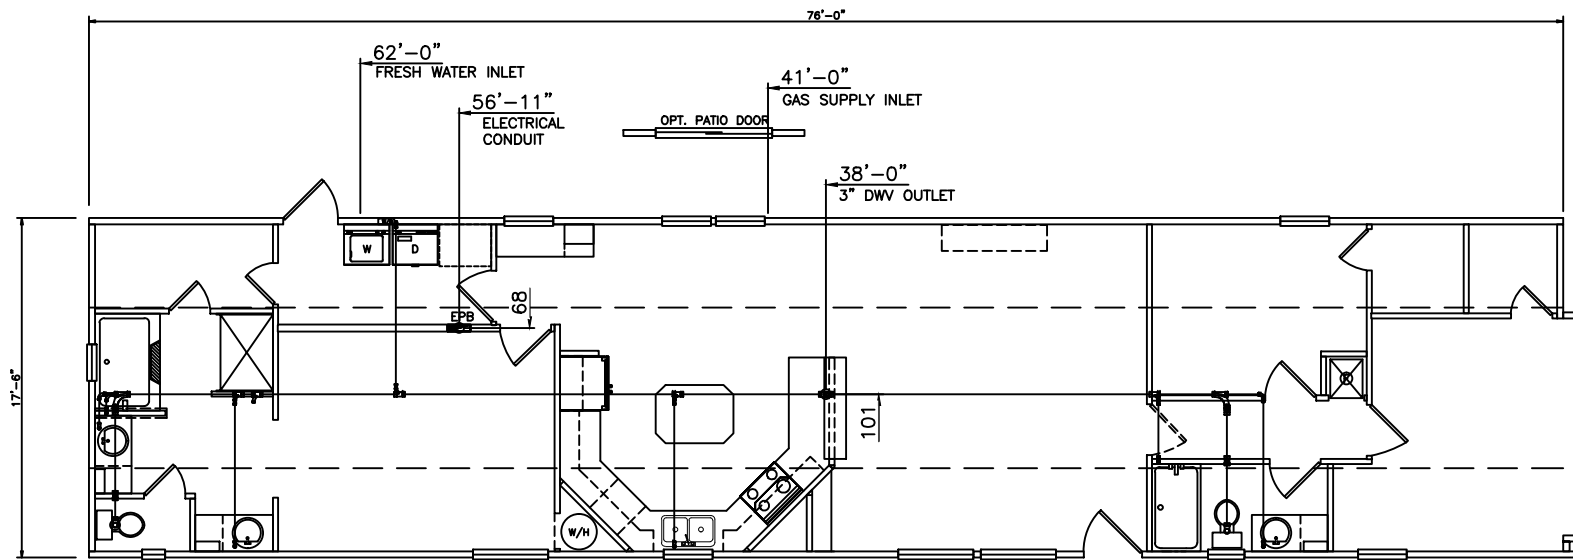 76'-0"
62'-0"
FRESH WATER INLET
41'-0"
GAS SUPPLY INLET
56'-11"
ELECTRICAL
CONDUIT
OPT. PATIO DOOR
38'-0"
3" DWV OUTLET
W
D
68
EPB
17'-6"
101
W/H